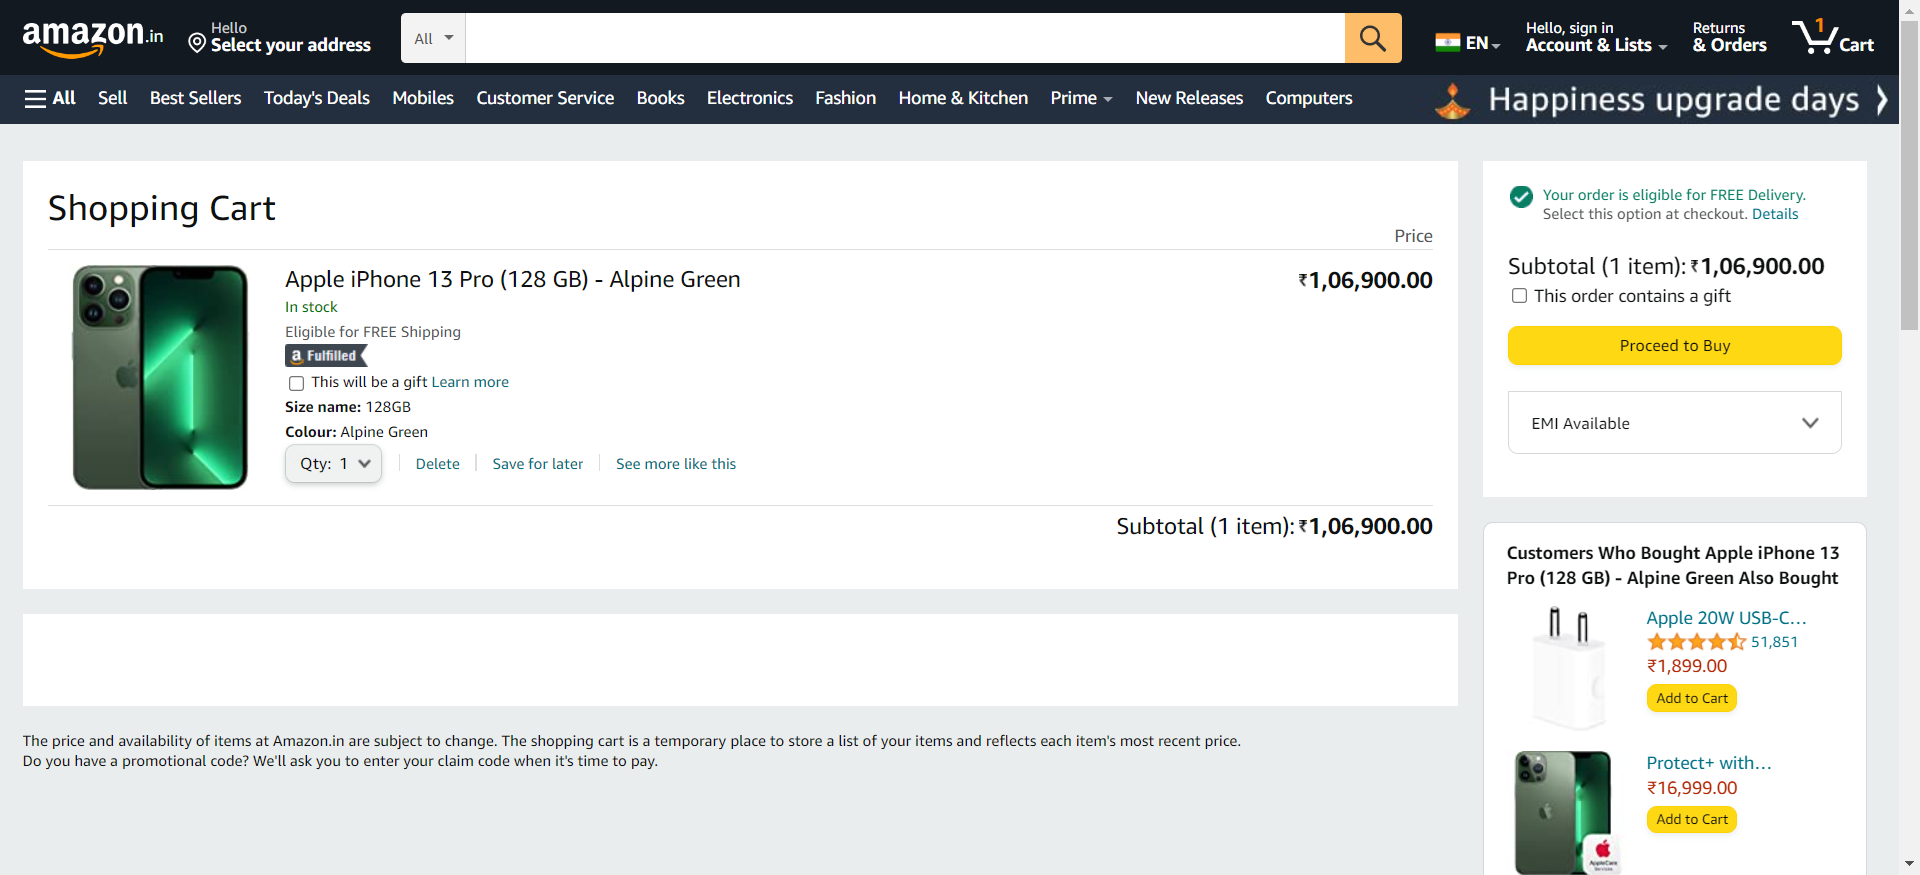 amazon.in
Hello
Select your address
All
EN
Hello, sign in
Account & Lists
Returns
& Orders
1
Cart
All
Sell
Best Sellers
Today's Deals
Mobiles
Customer Service
Books
Electronics
Fashion
Home & Kitchen
Prime
New Releases
Computers
Happiness upgrade days
Shopping Cart
Price
Apple iPhone 13 Pro (128 GB) - Alpine Green
₹1,06,900.00
In stock
Eligible for FREE Shipping
a Fulfilled
This will be a gift Learn more
Size name: 128GB
Colour: Alpine Green
Qty: 1
Delete
Save for later
See more like this
Subtotal (1 item): ₹1,06,900.00
The price and availability of items at Amazon.in are subject to change. The shopping cart is a temporary place to store a list of your items and reflects each item's most recent price.
Do you have a promotional code? We'll ask you to enter your claim code when it's time to pay.
Your order is eligible for FREE Delivery.
Select this option at checkout. Details
Subtotal (1 item): ₹1,06,900.00
This order contains a gift
Proceed to Buy
EMI Available
Customers Who Bought Apple iPhone 13
Pro (128 GB) - Alpine Green Also Bought
Apple 20W USB-C…
51,851
₹1,899.00
Add to Cart
Protect+ with…
₹16,999.00
Add to Cart
AppleCare
Services